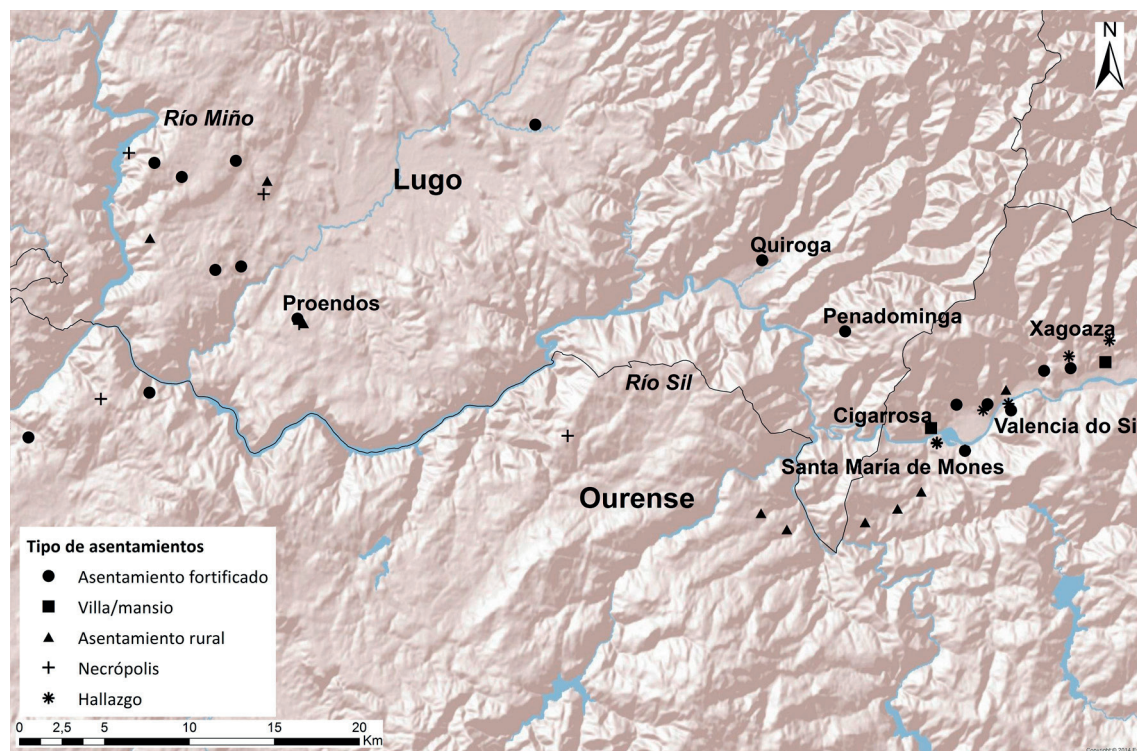 N
Río Miño
Lugo
Quiroga
Proendos
Penadominga
Xagoaza
Río Sil
Cigarrosa
Valencia do Si
Santa María de Mones
Ourense
Tipo de asentamientos
Asentamiento fortificado
Villa/mansio
Asentamiento rural
Necrópolis
Hallazgo
0 2,5 5 10 15 20
Km